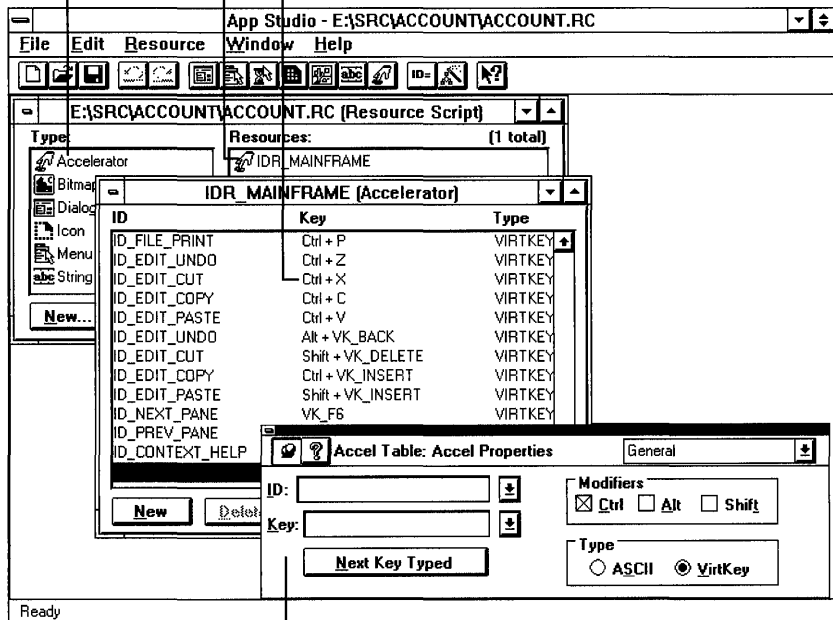 App Studio - E:\SRC\ACCOUNT\ACCOUNT.RC
File Edit Resource Window Help
abc ID=
E:\SRC\ACCOUNT\ACCOUNT.RC (Resource Script)
Type: Resources: (1 total)
Accelerator IDR_MAINFRAME
Bitmap
Dialog
Icon
Menu
abc String
New...
IDR_MAINFRAME (Accelerator)
ID Key Type
ID_FILE_PRINT Ctrl + P VIRTKEY
ID_EDIT_UNDO Ctrl + Z VIRTKEY
ID_EDIT_CUT Ctrl + X VIRTKEY
ID_EDIT_COPY Ctrl + C VIRTKEY
ID_EDIT_PASTE Ctrl + V VIRTKEY
ID_EDIT_UNDO Alt + VK_BACK VIRTKEY
ID_EDIT_CUT Shift + VK_DELETE VIRTKEY
ID_EDIT_COPY Ctrl + VK_INSERT VIRTKEY
ID_EDIT_PASTE Shift + VK_INSERT VIRTKEY
ID_NEXT_PANE VK_F6 VIRTKEY
ID_PREV_PANE
ID_CONTEXT_HELP
New Delete
Accel Table: Accel Properties General
ID:
Key:
Next Key Typed
Modifiers
Ctrl Alt Shift
Type
ASCII VirtKey
Ready